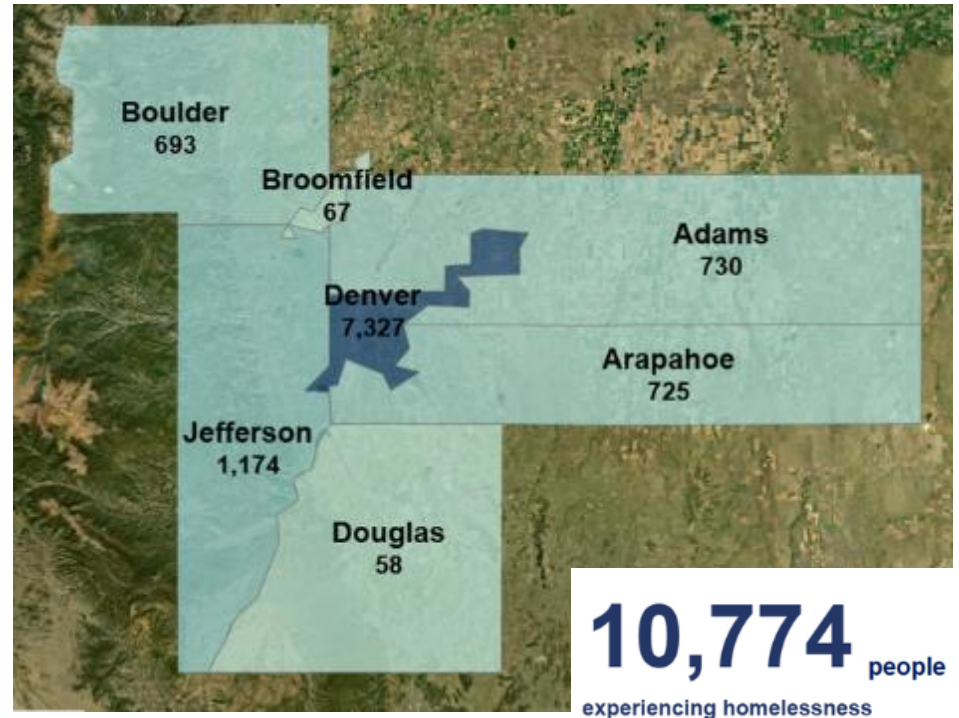 Boulder
693
Broomfield
67
Adams
730
Denver
7,327
Arapahoe
725
Jefferson
1,174
Douglas
58
10,774 people
experiencing homelessness